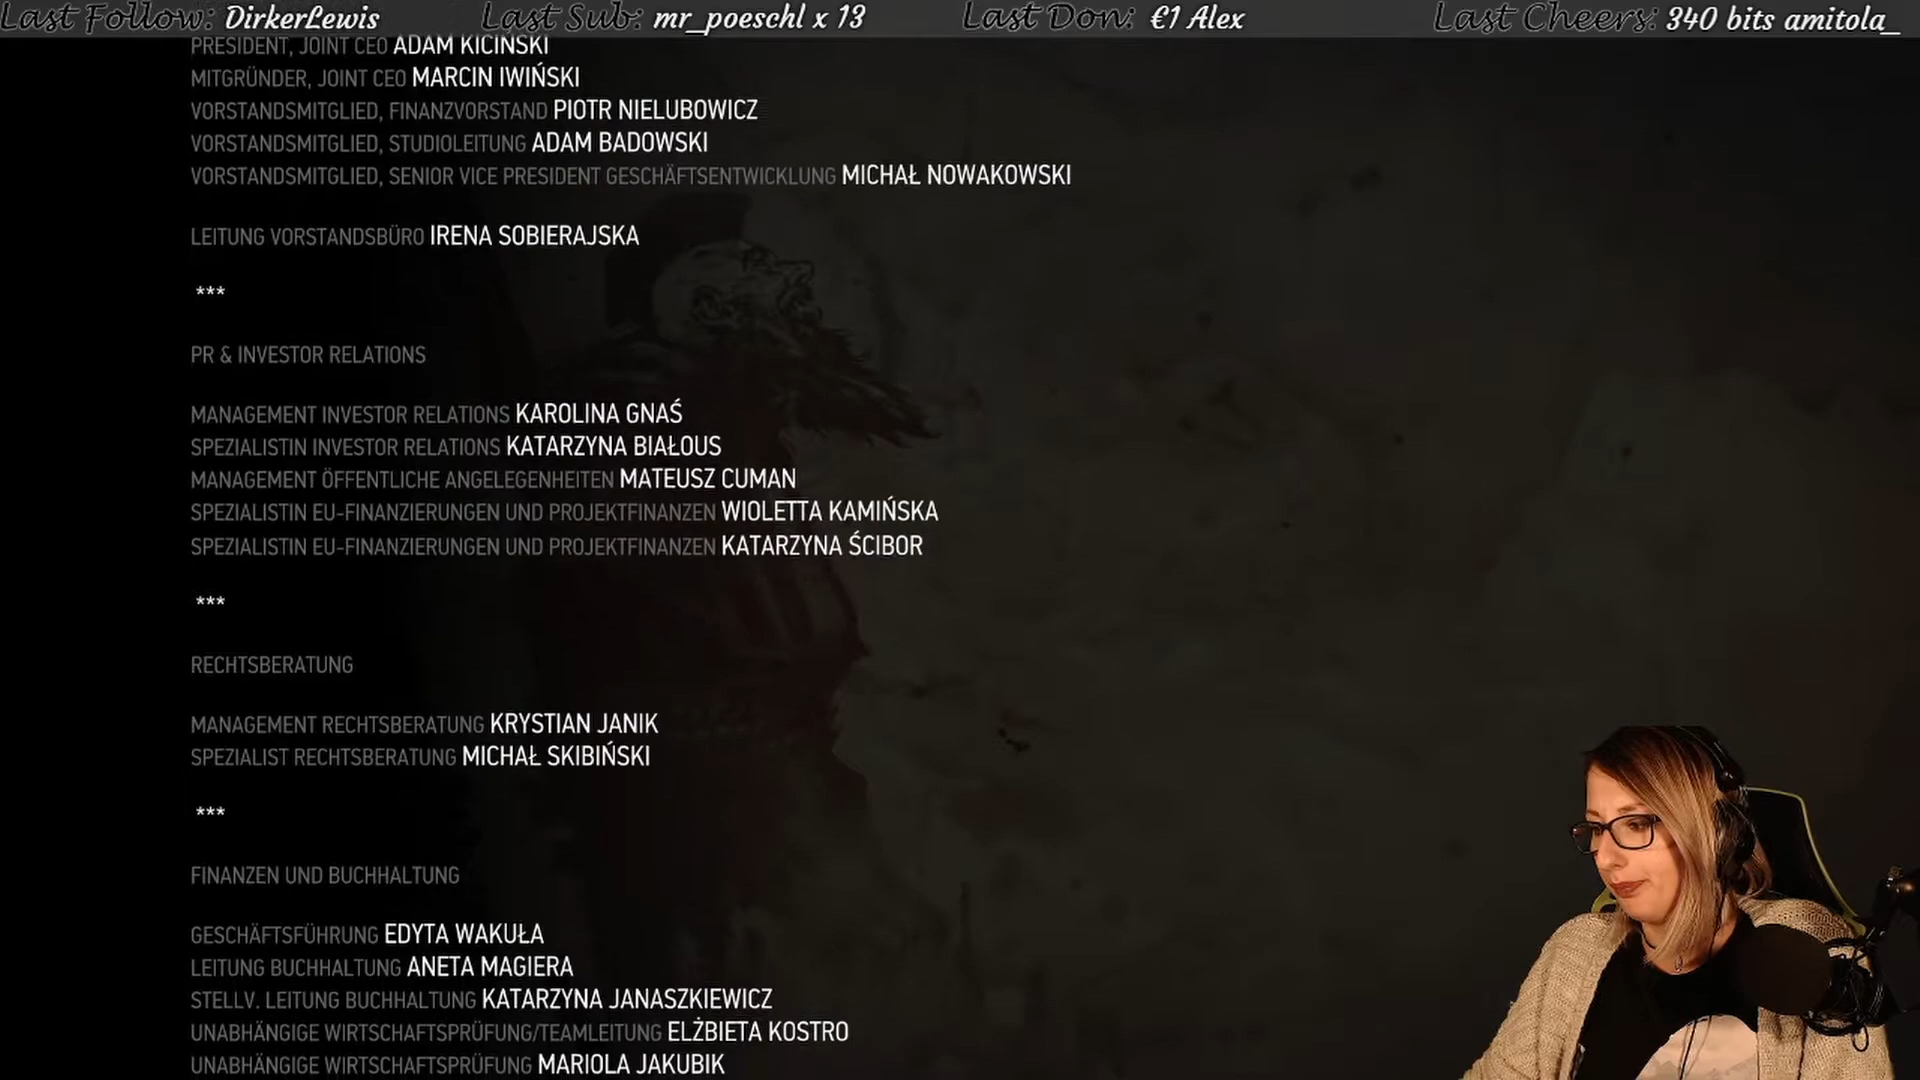 Last Follow: DirkerLewis Last Sub: mr_poeschl x 13 Last Don: €1 Alex Last Cheers: 340 bits amitola_
PRESIDENT, JOINT CEO ADAM KICIŃSKI
MITGRÜNDER, JOINT CEO MARCIN IWIŃSKI
VORSTANDSMITGLIED, FINANZVORSTAND PIOTR NIELUBOWICZ
VORSTANDSMITGLIED, STUDIOLEITUNG ADAM BADOWSKI
VORSTANDSMITGLIED, SENIOR VICE PRESIDENT GESCHÄFTSENTWICKLUNG MICHAŁ NOWAKOWSKI
LEITUNG VORSTANDSBÜRO IRENA SOBIERAJSKA
***
PR & INVESTOR RELATIONS
MANAGEMENT INVESTOR RELATIONS KAROLINA GNAŚ
SPEZIALISTIN INVESTOR RELATIONS KATARZYNA BIAŁOUS
MANAGEMENT ÖFFENTLICHE ANGELEGENHEITEN MATEUSZ CUMAN
SPEZIALISTIN EU-FINANZIERUNGEN UND PROJEKTFINANZEN WIOLETTA KAMIŃSKA
SPEZIALISTIN EU-FINANZIERUNGEN UND PROJEKTFINANZEN KATARZYNA ŚCIBOR
***
RECHTSBERATUNG
MANAGEMENT RECHTSBERATUNG KRYSTIAN JANIK
SPEZIALIST RECHTSBERATUNG MICHAŁ SKIBIŃSKI
***
FINANZEN UND BUCHHALTUNG
GESCHÄFTSFÜHRUNG EDYTA WAKUŁA
LEITUNG BUCHHALTUNG ANETA MAGIERA
STELLV. LEITUNG BUCHHALTUNG KATARZYNA JANASZKIEWICZ
UNABHÄNGIGE WIRTSCHAFTSPRÜFUNG/TEAMLEITUNG ELŻBIETA KOSTRO
UNABHÄNGIGE WIRTSCHAFTSPRÜFUNG MARIOLA JAKUBIK